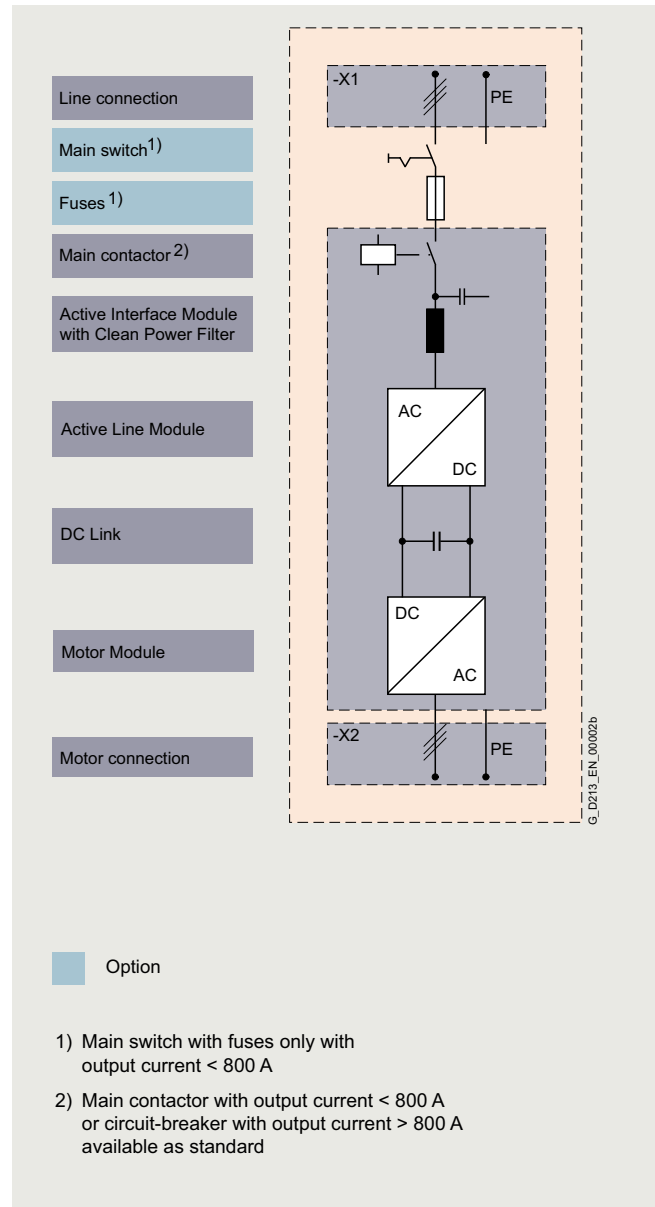 -X1
PE
Line connection
Main switch1)
Fuses 1)
Main contactor 2)
Active Interface Module
with Clean Power Filter
AC
DC
Active Line Module
DC Link
DC
AC
Motor Module
-X2
PE
Motor connection
G_D213_EN_00002b
Option
1) Main switch with fuses only with
output current < 800 A
2) Main contactor with output current < 800 A
or circuit-breaker with output current > 800 A
available as standard